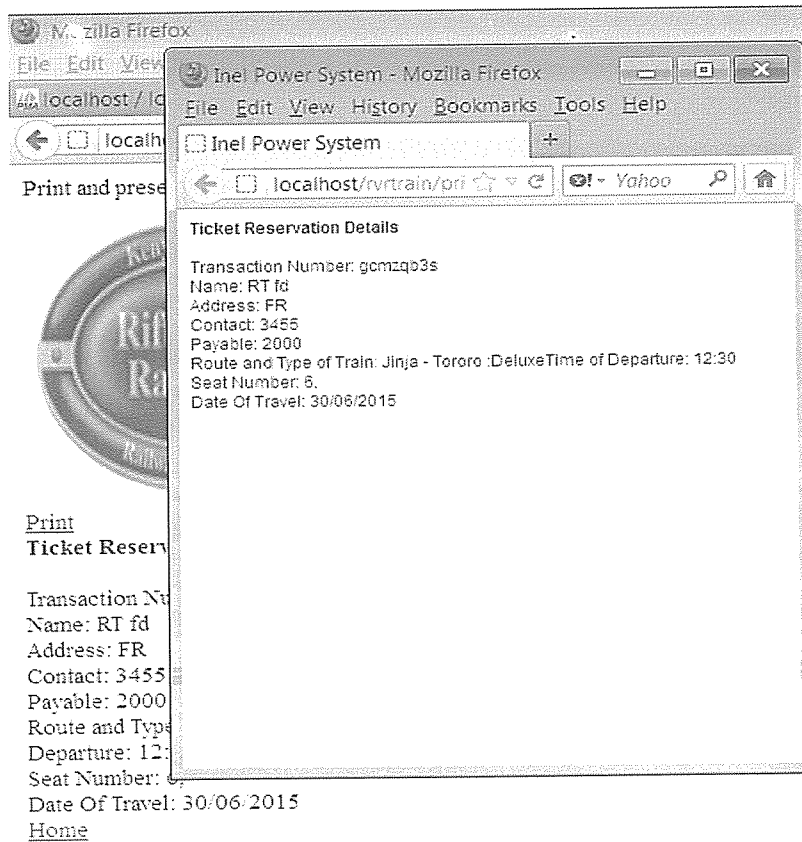 Mozilla Firefox
File Edit View
localhost / lo
localh
Print and prese
Print
Ticket Reserv
Transaction Nu
Name: RT fd
Address: FR
Contact: 3455
Payable: 2000
Route and Type
Departure: 12:
Seat Number: 6,
Date Of Travel: 30/06/2015
Home
Inel Power System - Mozilla Firefox
File Edit View History Bookmarks Tools Help
Inel Power System
localhost/rvrtrain/pri
Yahoo
Ticket Reservation Details
Transaction Number: gcmzqb3s
Name: RT fd
Address: FR
Contact: 3455
Payable: 2000
Route and Type of Train: Jinja - Tororo :DeluxeTime of Departure: 12:30
Seat Number: 6,
Date Of Travel: 30/06/2015